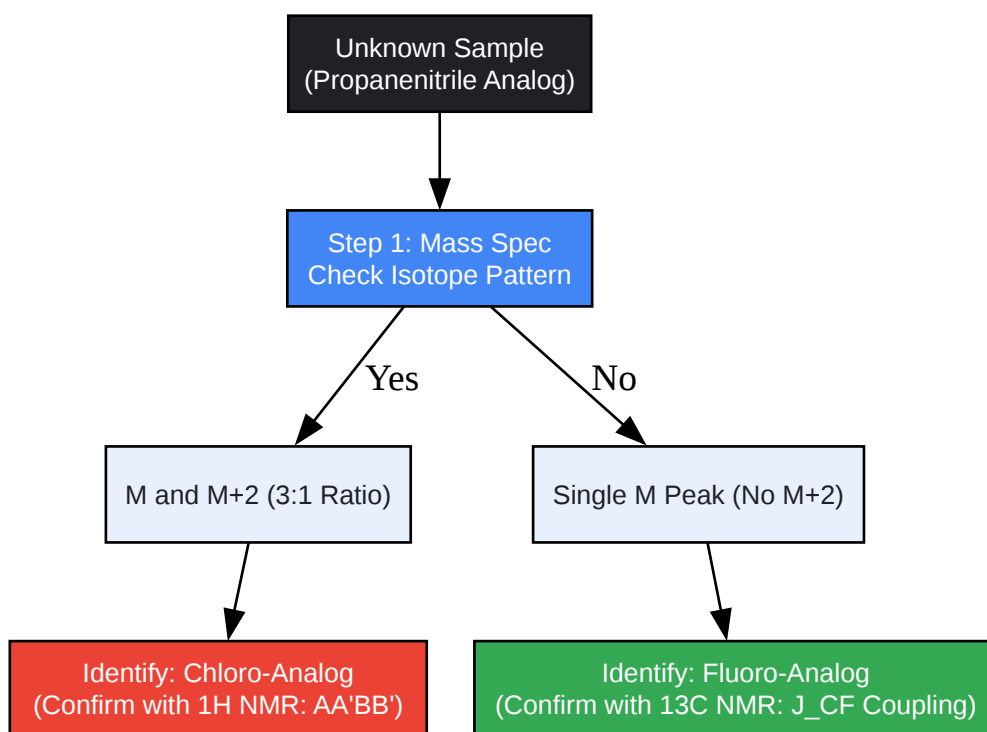 Unknown Sample
(Propanenitrile Analog)
Step 1: Mass Spec
Check Isotope Pattern
Yes
No
M and M+2 (3:1 Ratio)
Single M Peak (No M+2)
Identify: Chloro-Analog
(Confirm with 1H NMR: AA'BB')
Identify: Fluoro-Analog
(Confirm with 13C NMR: J_CF Coupling)